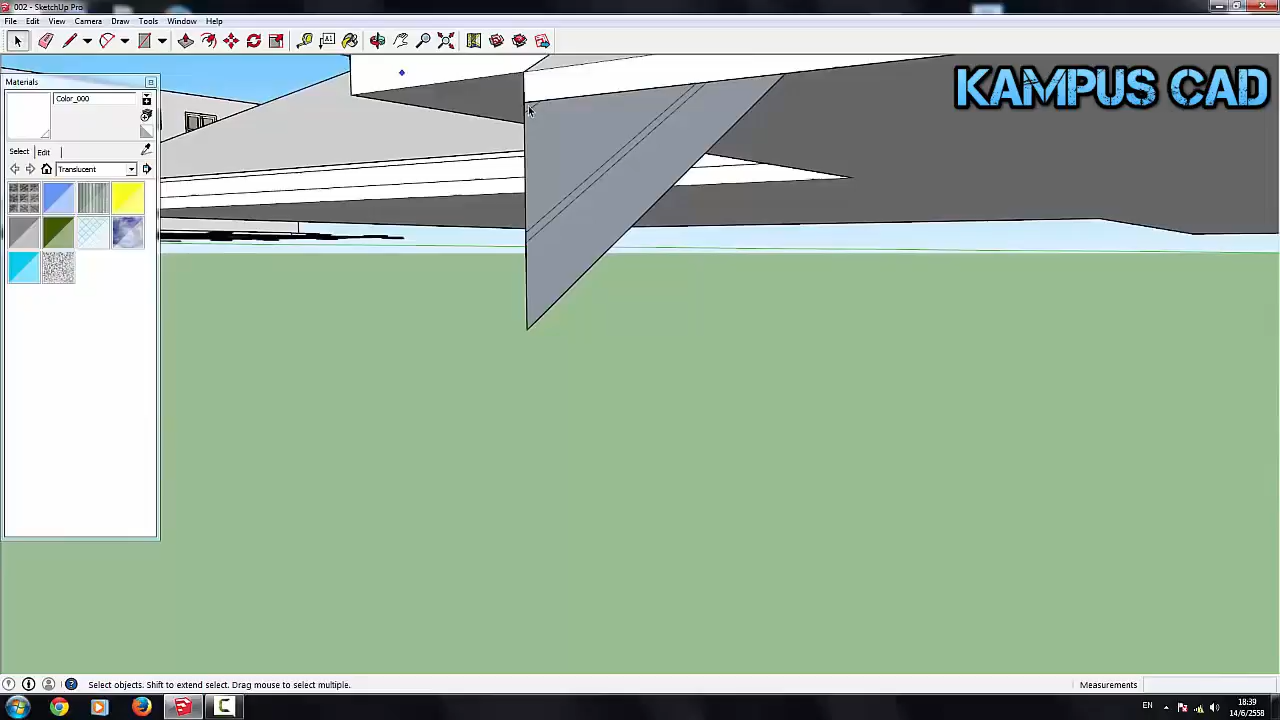 002 - SketchUp Pro
File Edit View Camera Draw Tools Window Help
Materials
Color_000
Select Edit
Translucent
KAMPUS CAD
Select objects. Shift to extend select. Drag mouse to select multiple.
Measurements
EN
18:39
14/6/2558